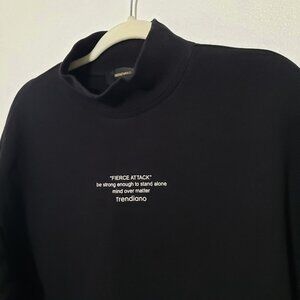 "FIERCE ATTACK"
be strong enough to stand alone
mind over matter
Trendiano